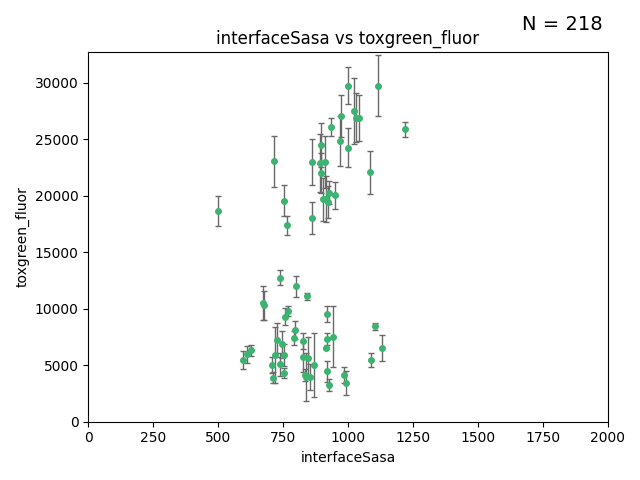 N = 218
interfaceSasa vs toxgreen_fluor
30000
25000
20000
15000
10000
5000
0
toxgreen_fluor
0 250 500 750 1000 1250 1500 1750 2000
interfaceSasa